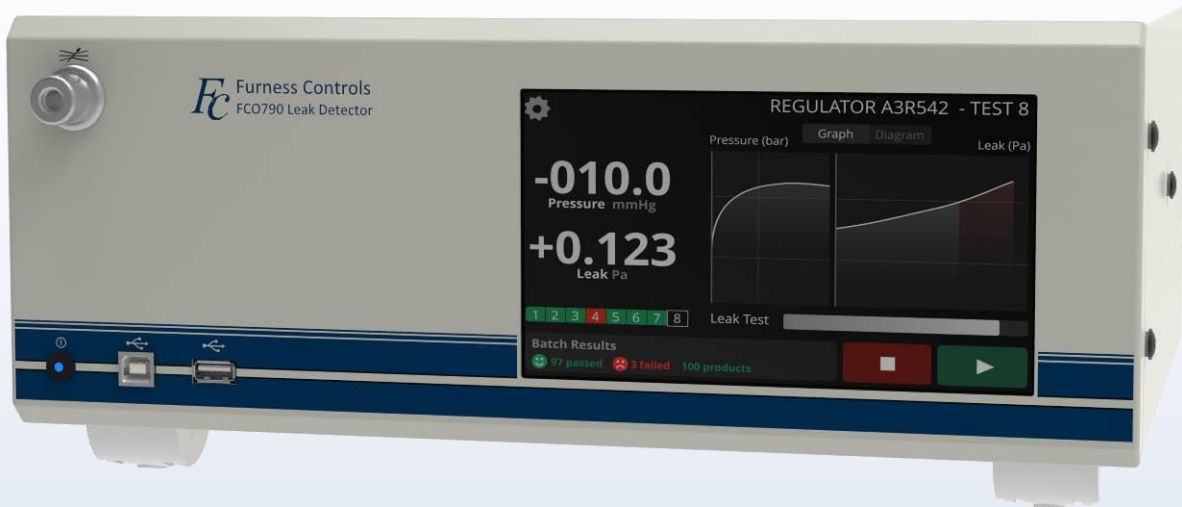 Fc Furness Controls
FCO790 Leak Detector
REGULATOR A3R542 - TEST 8
Graph Diagram
Pressure (bar)
Leak (Pa)
-010.0
Pressure mmHg
+0.123
Leak Pa
1 2 3 4 5 6 7 8
Leak Test
Batch Results
97 passed 3 failed 100 products